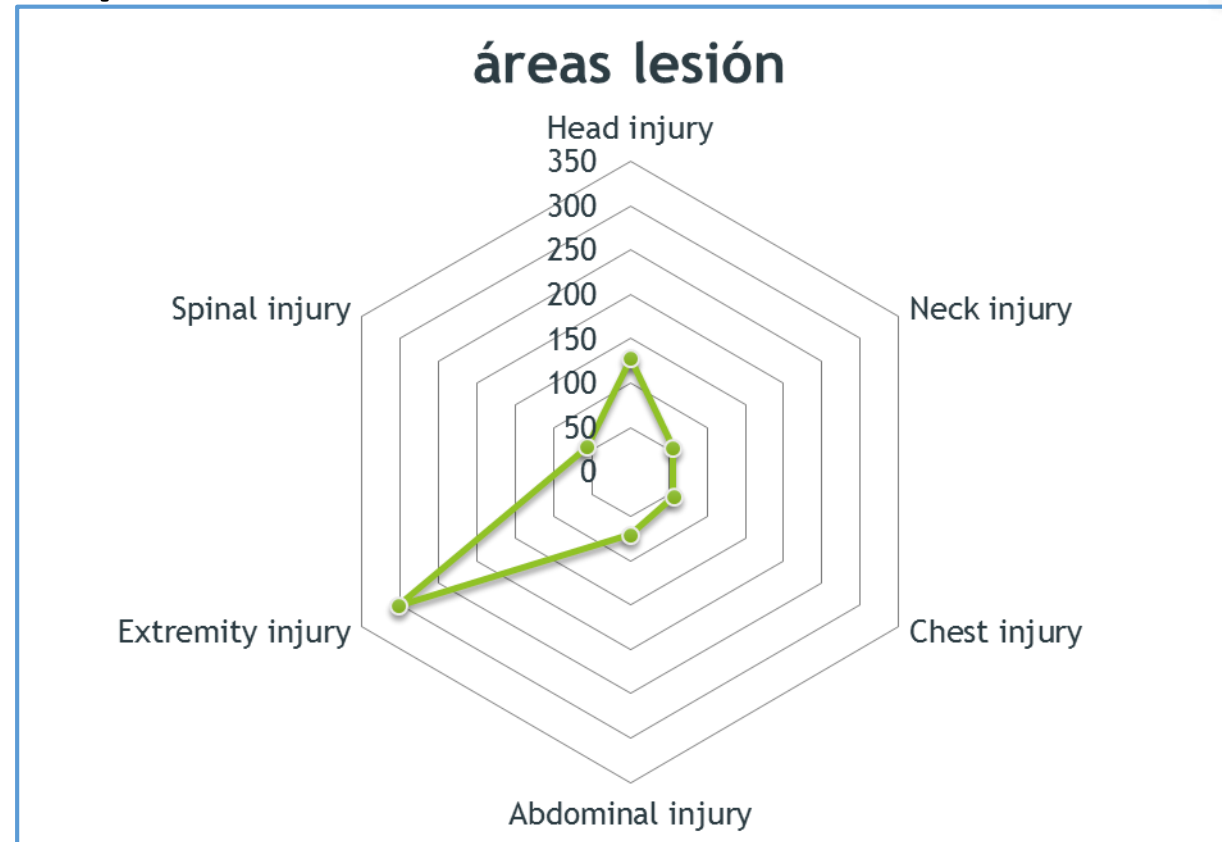 áreas lesión
Head injury
350
300
250
200
150
100
50
0
Spinal injury
Neck injury
Extremity injury
Chest injury
Abdominal injury